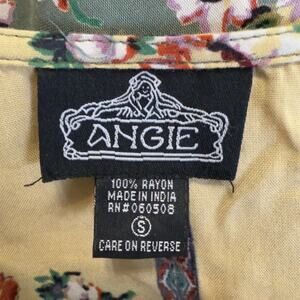 ANGIE
100% RAYON
MADE IN INDIA
RN#060508
S
CARE ON REVERSE